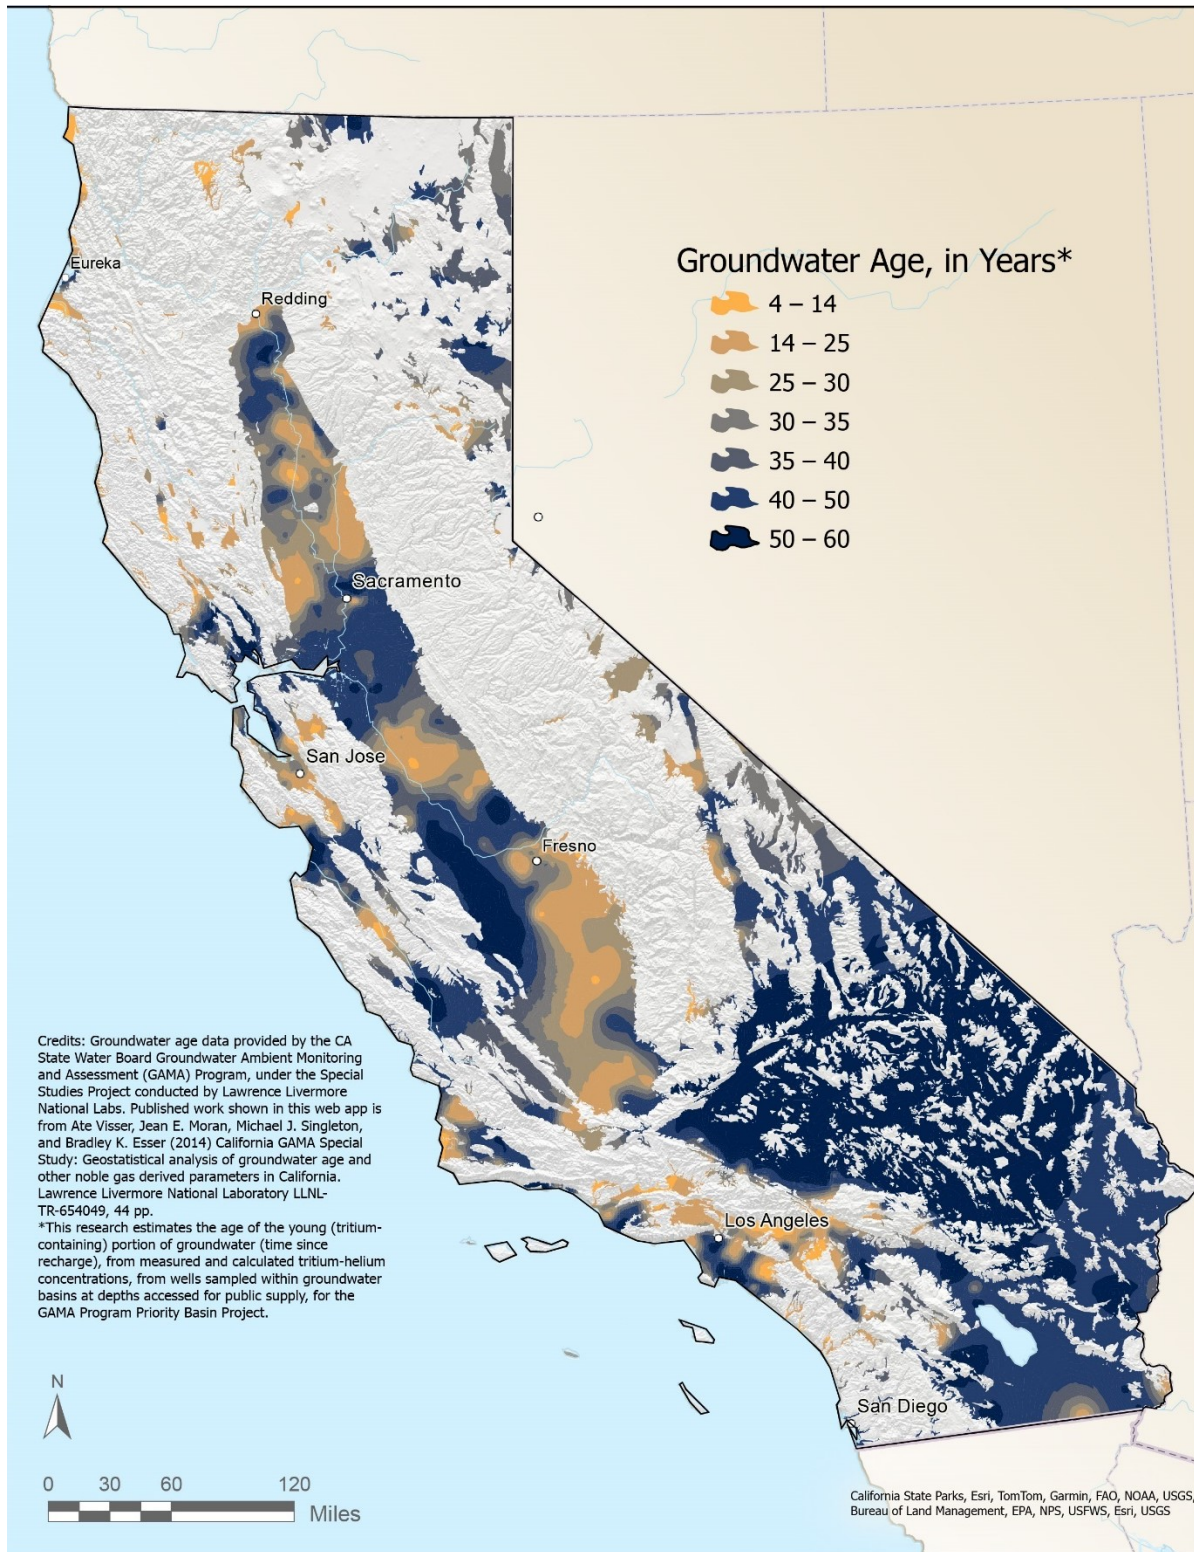 Eureka
Redding
Groundwater Age, in Years*
4 – 14
14 – 25
25 – 30
30 – 35
35 – 40
40 – 50
50 – 60
Sacramento
San Jose
Fresno
Credits: Groundwater age data provided by the CA
State Water Board Groundwater Ambient Monitoring
and Assessment (GAMA) Program, under the Special
Studies Project conducted by Lawrence Livermore
National Labs. Published work shown in this web app is
from Ate Visser, Jean E. Moran, Michael J. Singleton,
and Bradley K. Esser (2014) California GAMA Special
Study: Geostatistical analysis of groundwater age and
other noble gas derived parameters in California.
Lawrence Livermore National Laboratory LLNL-
TR-654049, 44 pp.
*This research estimates the age of the young (tritium-
containing) portion of groundwater (time since
recharge), from measured and calculated tritium-helium
concentrations, from wells sampled within groundwater
basins at depths accessed for public supply, for the
GAMA Program Priority Basin Project.
Los Angeles
San Diego
N
0 30 60 120
Miles
California State Parks, Esri, TomTom, Garmin, FAO, NOAA, USGS,
Bureau of Land Management, EPA, NPS, USFWS, Esri, USGS